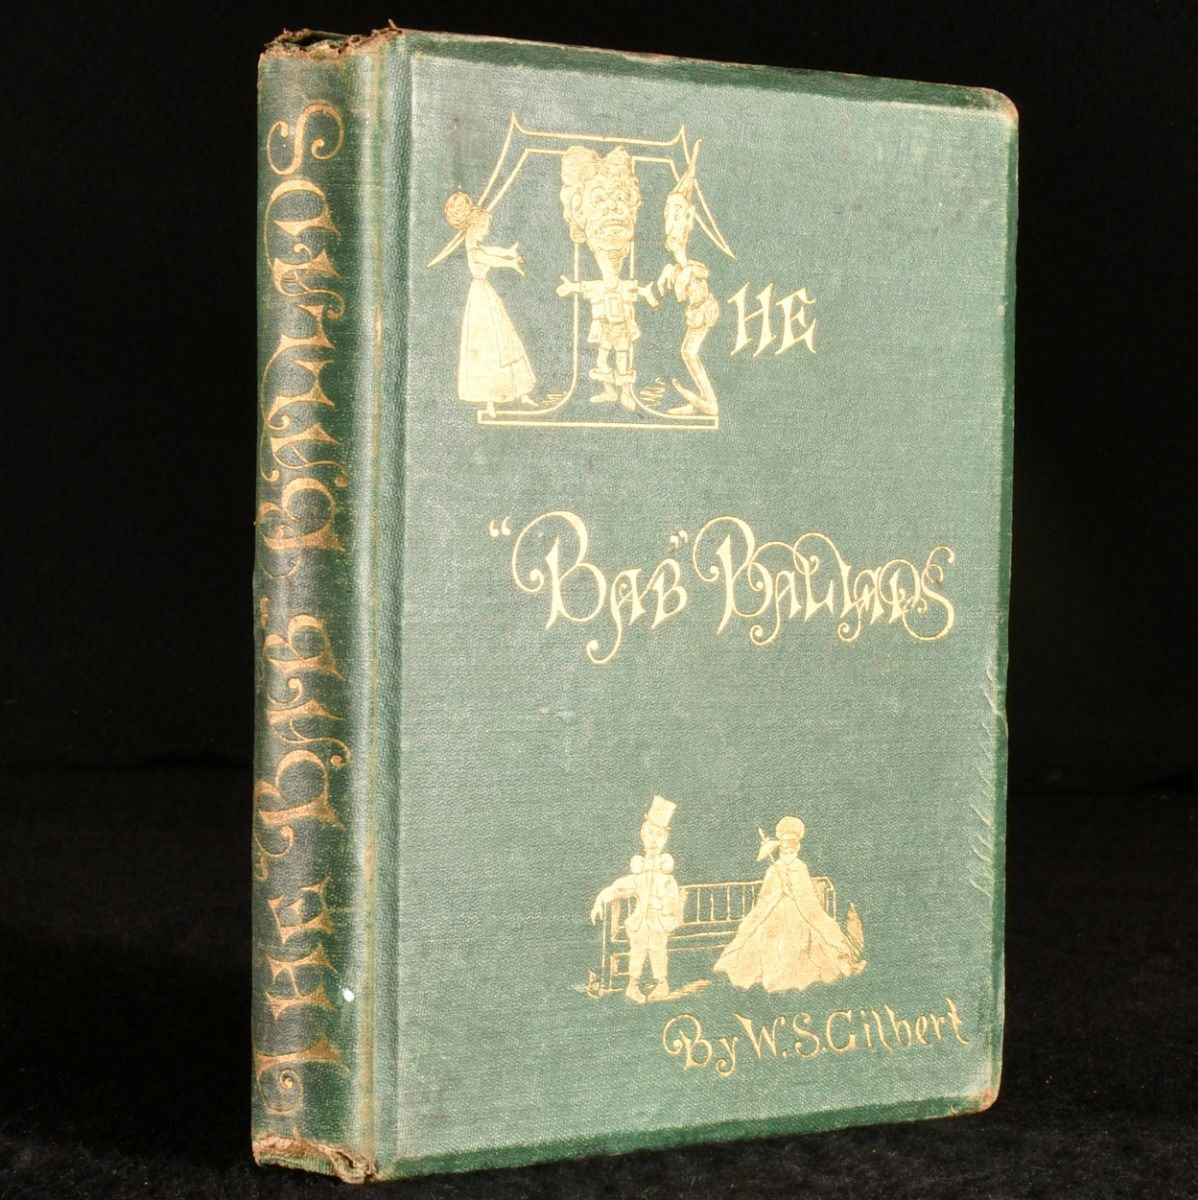 THE "BAB" BALLADS
THE
"BAB" BALLADS
By W. S. Gilbert